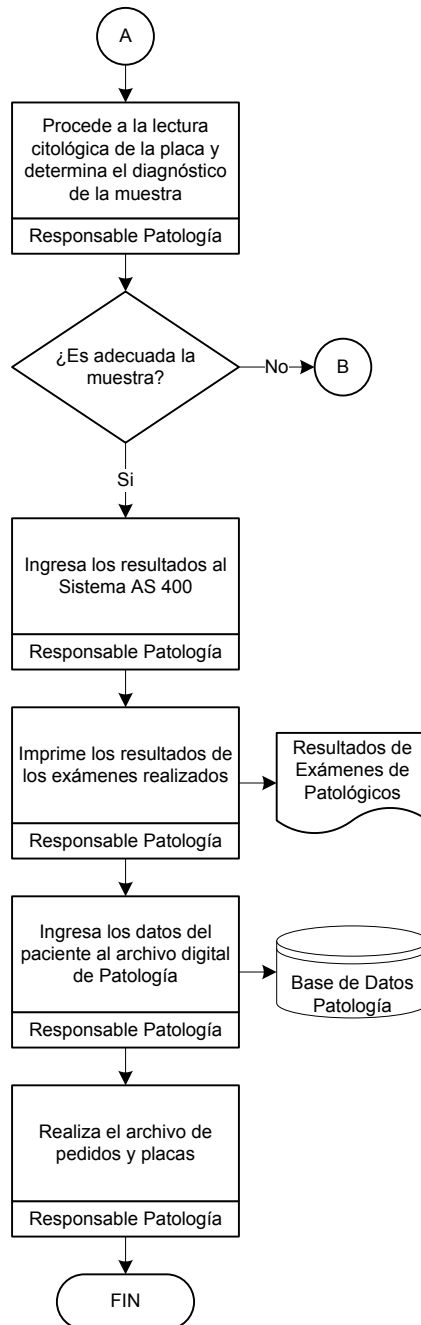 A
Procede a la lectura
citológica de la placa y
determina el diagnóstico
de la muestra
Responsable Patología
¿Es adecuada la
muestra?
No
B
Si
Ingresa los resultados al
Sistema AS 400
Responsable Patología
Imprime los resultados de
los exámenes realizados
Responsable Patología
Resultados de
Exámenes de
Patológicos
Ingresa los datos del
paciente al archivo digital
de Patología
Responsable Patología
Base de Datos
Patología
Realiza el archivo de
pedidos y placas
Responsable Patología
FIN